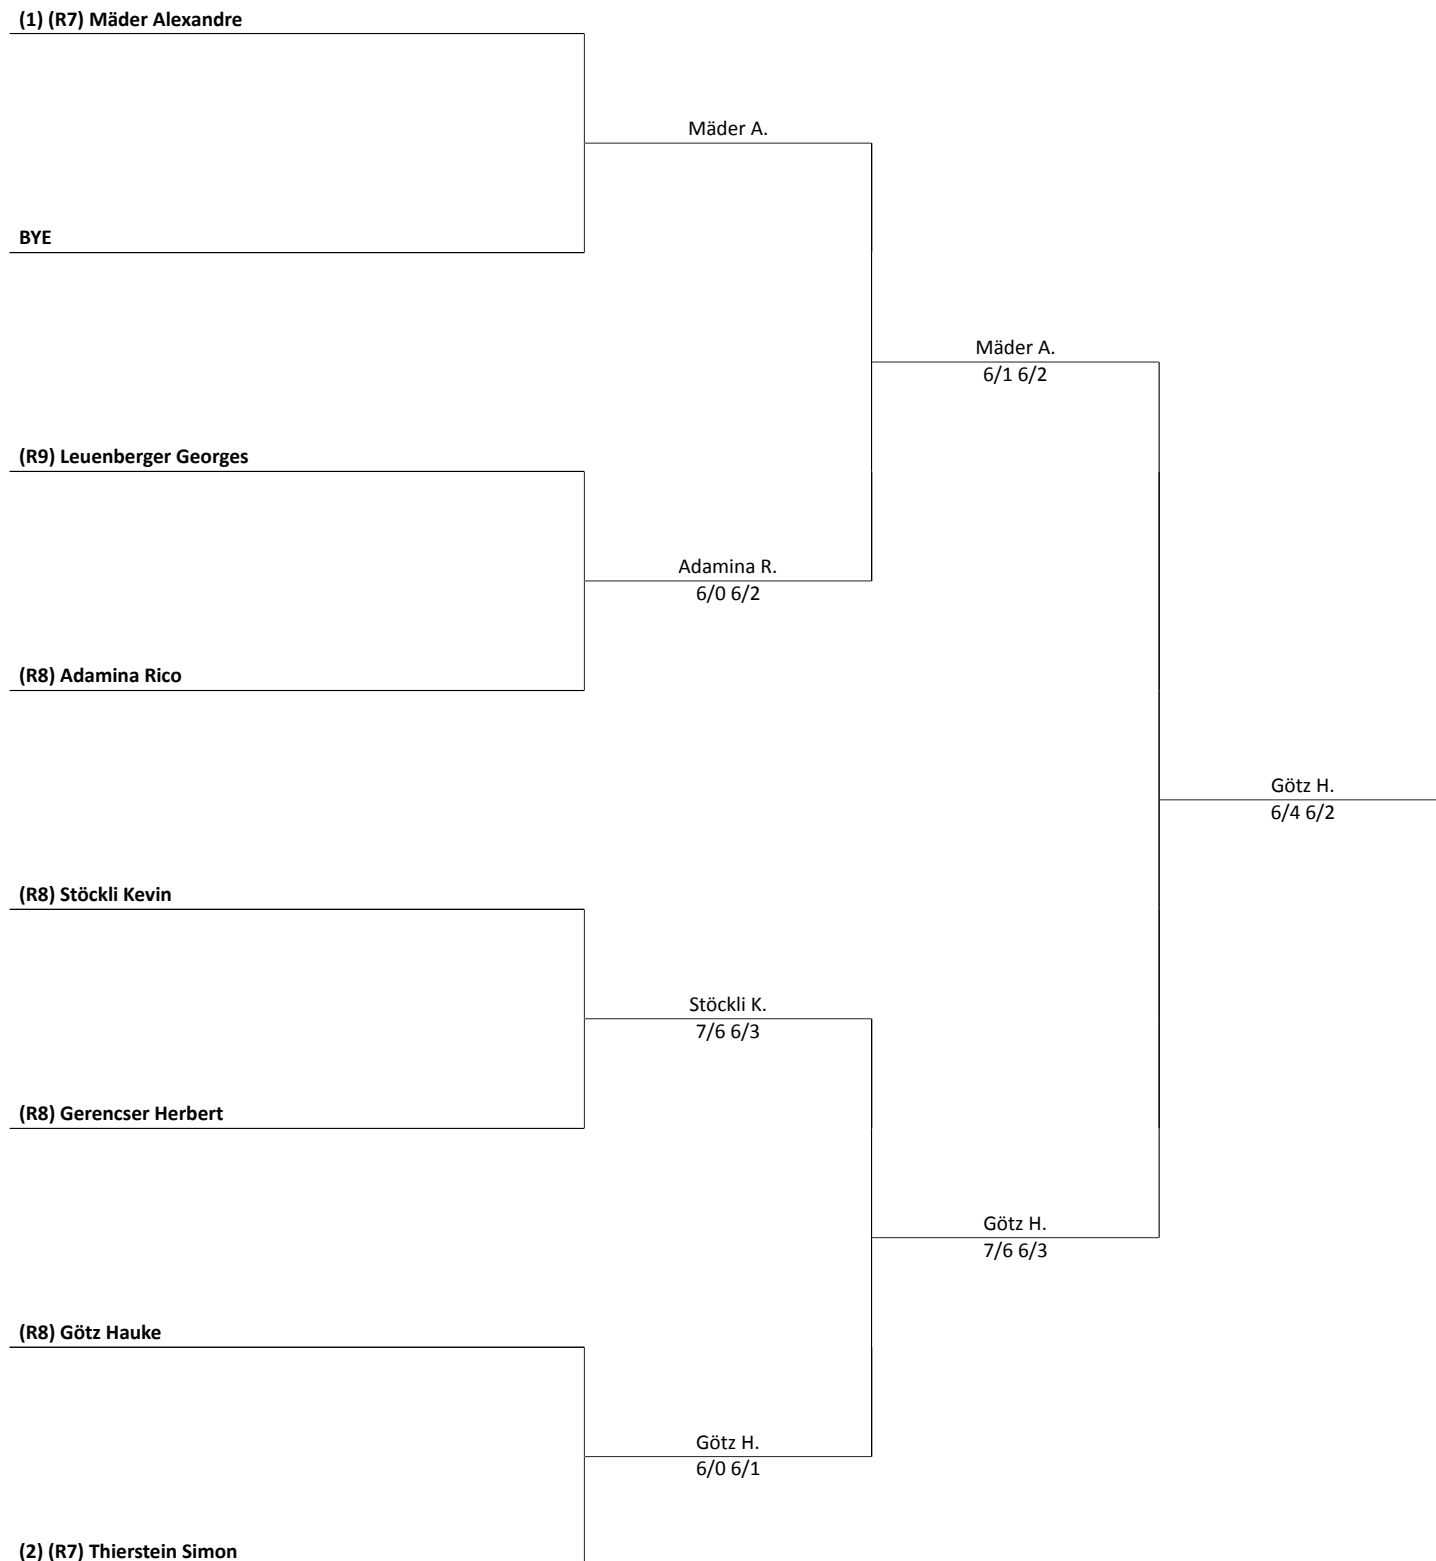 (1) (R7) Mäder Alexandre
Mäder A.
BYE
Mäder A.
6/1 6/2
(R9) Leuenberger Georges
Adamina R.
6/0 6/2
(R8) Adamina Rico
Götz H.
6/4 6/2
(R8) Stöckli Kevin
Stöckli K.
7/6 6/3
(R8) Gerencser Herbert
Götz H.
7/6 6/3
(R8) Götz Hauke
Götz H.
6/0 6/1
(2) (R7) Thierstein Simon